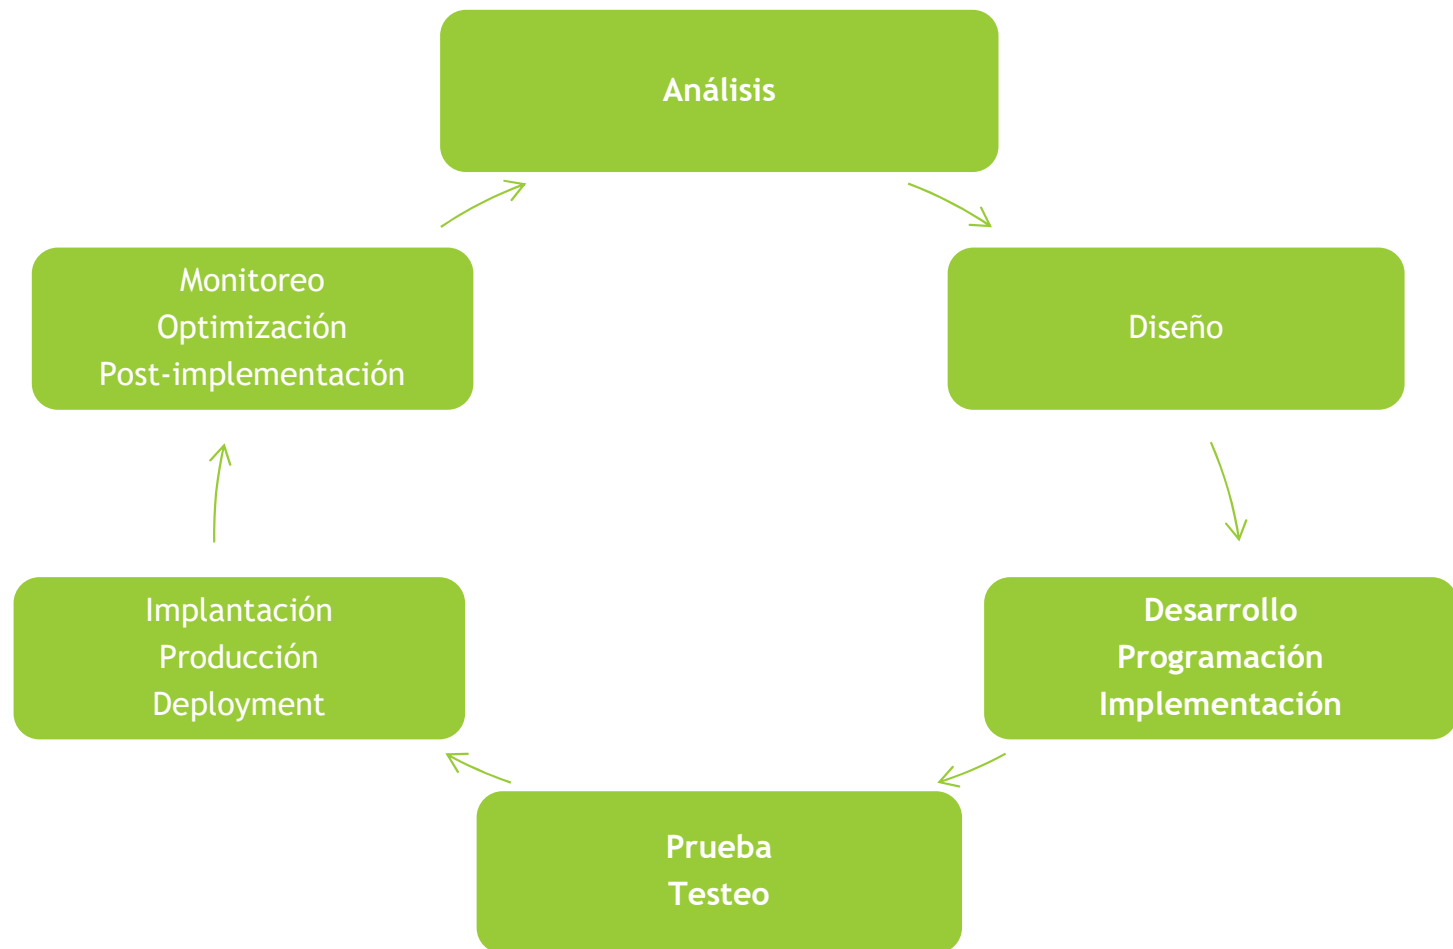 Análisis
Diseño
Desarrollo
Programación
Implementación
Prueba
Testeo
Implantación
Producción
Deployment
Monitoreo
Optimización
Post-implementación